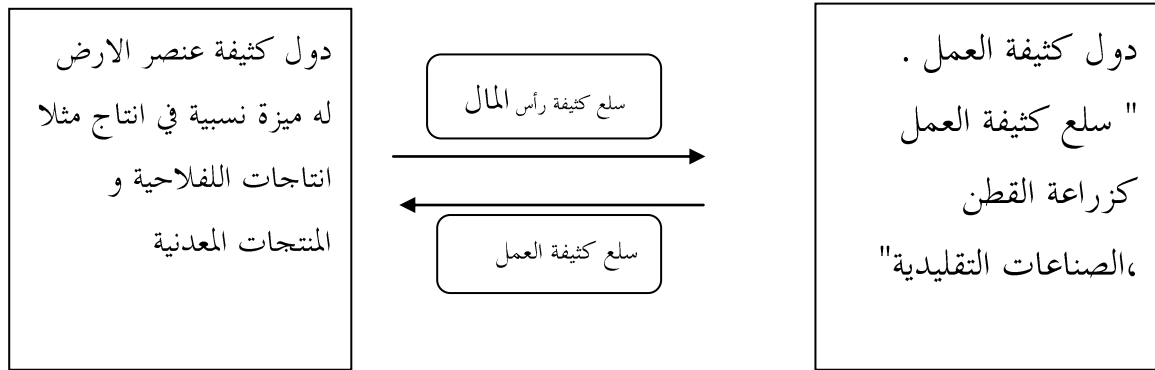 دول كثيفة العمل .
" سلع كثيفة العمل
كزراعة القطن
،الصناعات التقليدية"
سلع كثيفة رأس المال
سلع كثيفة العمل
دول كثيفة عنصر الارض
له ميزة نسبية في انتاج مثلا
انتاجات اللفلاحية و
المنتجات المعدنية